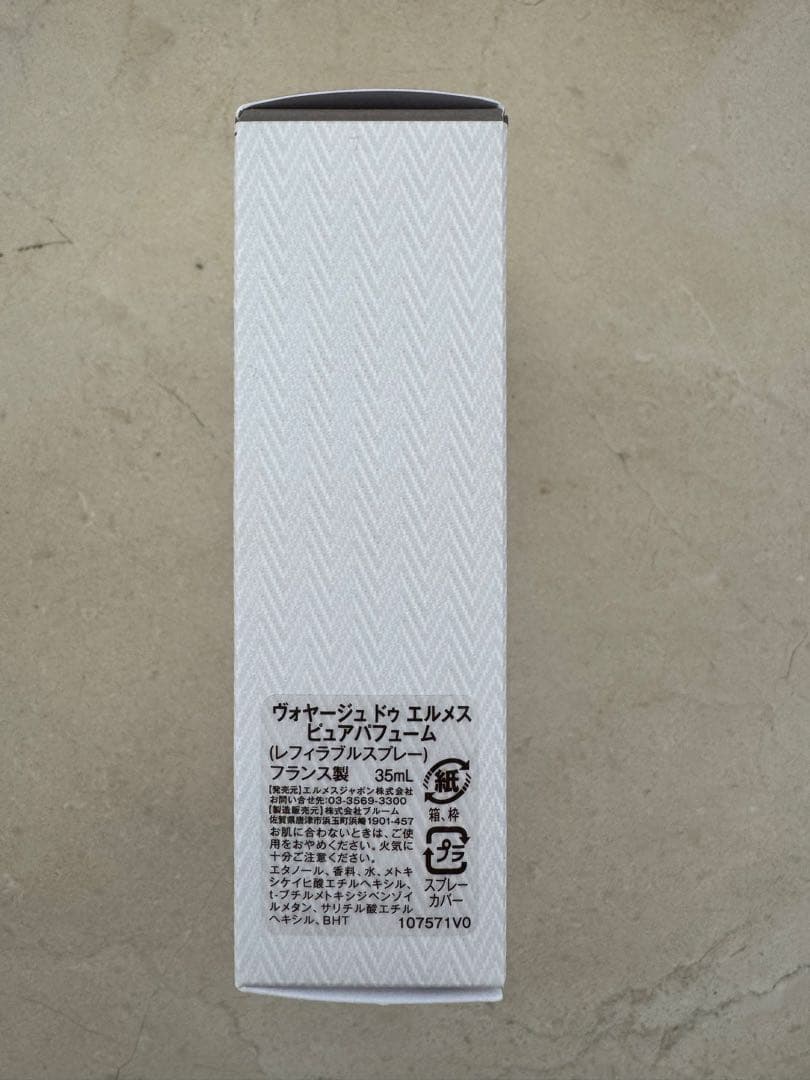 ヴォヤージュ ドゥ エルメス
ピュアパフューム
(レフィラブルスプレー)
フランス製 35mL
【発売元】エルメスジャポン株式会社
お問い合せ先:03-3569-3300
【製造販売元】株式会社ブルーム
佐賀県唐津市浜玉町浜崎1901-457
お肌に合わないときは、ご使
用をおやめください。火気に
十分ご注意ください。
エタノール、香料、水、メトキ
シケイヒ酸エチルヘキシル、
t-ブチルメトキシジベンゾイ
ルメタン、サリチル酸エチル
ヘキシル、BHT
紙
箱、枠
プラ
スプレー
カバー
107571V0